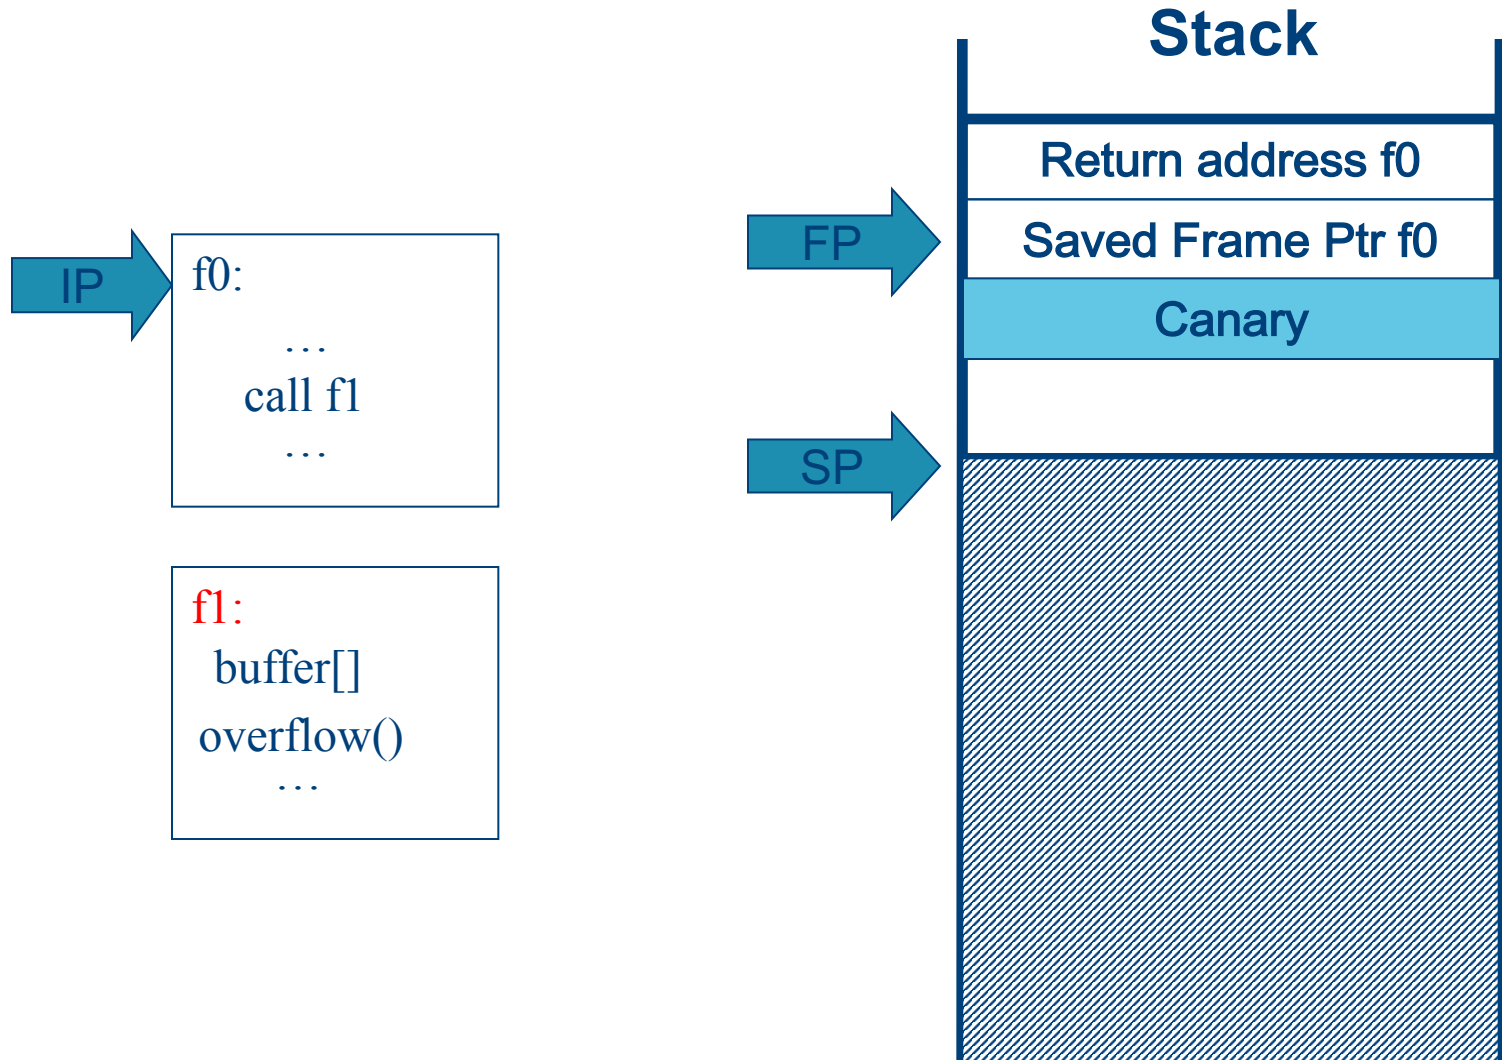 Stack
Return address f0
FP
Saved Frame Ptr f0
Canary
SP
IP
f0:
…
call f1
…
f1:
buffer[]
overflow()
…